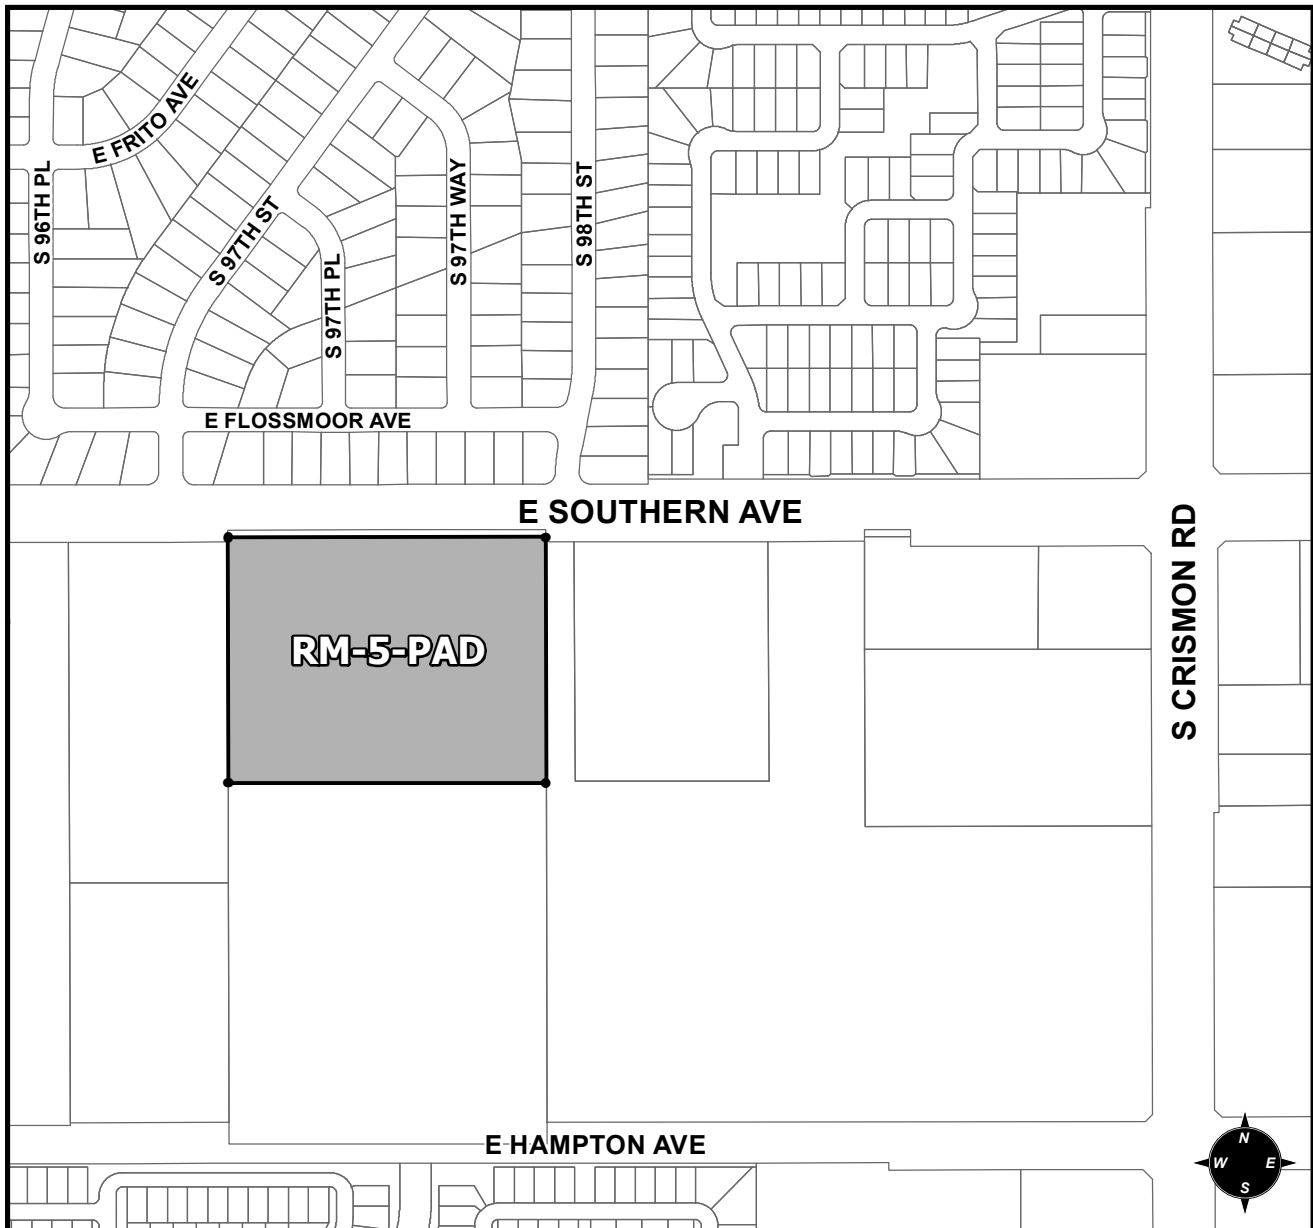 E FRITO AVE
S 96TH PL
S 97TH ST
S 97TH PL
S 97TH WAY
S 98TH ST
E FLOSSMOOR AVE
E SOUTHERN AVE
S CRISMON RD
RM-5-PAD
E HAMPTON AVE
N
W E
S